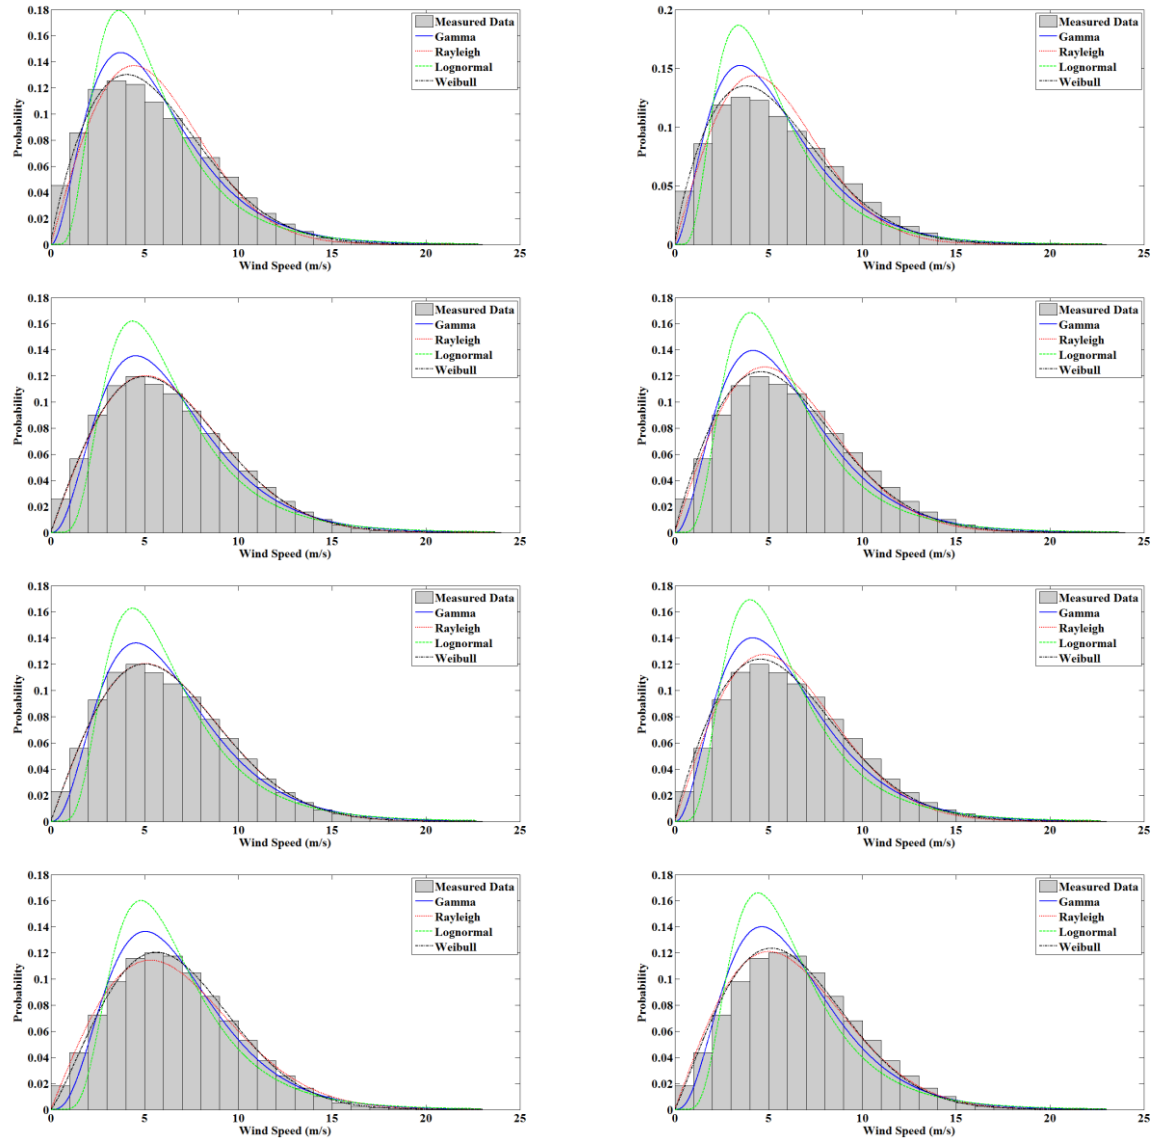 0.18
0.16
0.14
0.12
0.1
0.08
0.06
0.04
0.02
0
Probability
0 5 10 15 20 25
Wind Speed (m/s)
Measured Data
Gamma
Rayleigh
Lognormal
Weibull
0.2
0.15
0.1
0.05
0
Probability
0 5 10 15 20 25
Wind Speed (m/s)
Measured Data
Gamma
Rayleigh
Lognormal
Weibull
0.18
0.16
0.14
0.12
0.1
0.08
0.06
0.04
0.02
0
Probability
0 5 10 15 20 25
Wind Speed (m/s)
Measured Data
Gamma
Rayleigh
Lognormal
Weibull
0.18
0.16
0.14
0.12
0.1
0.08
0.06
0.04
0.02
0
Probability
0 5 10 15 20 25
Wind Speed (m/s)
Measured Data
Gamma
Rayleigh
Lognormal
Weibull
0.18
0.16
0.14
0.12
0.1
0.08
0.06
0.04
0.02
0
Probability
0 5 10 15 20 25
Wind Speed (m/s)
Measured Data
Gamma
Rayleigh
Lognormal
Weibull
0.18
0.16
0.14
0.12
0.1
0.08
0.06
0.04
0.02
0
Probability
0 5 10 15 20 25
Wind Speed (m/s)
Measured Data
Gamma
Rayleigh
Lognormal
Weibull
0.18
0.16
0.14
0.12
0.1
0.08
0.06
0.04
0.02
0
Probability
0 5 10 15 20 25
Wind Speed (m/s)
Measured Data
Gamma
Rayleigh
Lognormal
Weibull
0.18
0.16
0.14
0.12
0.1
0.08
0.06
0.04
0.02
0
Probability
0 5 10 15 20 25
Wind Speed (m/s)
Measured Data
Gamma
Rayleigh
Lognormal
Weibull